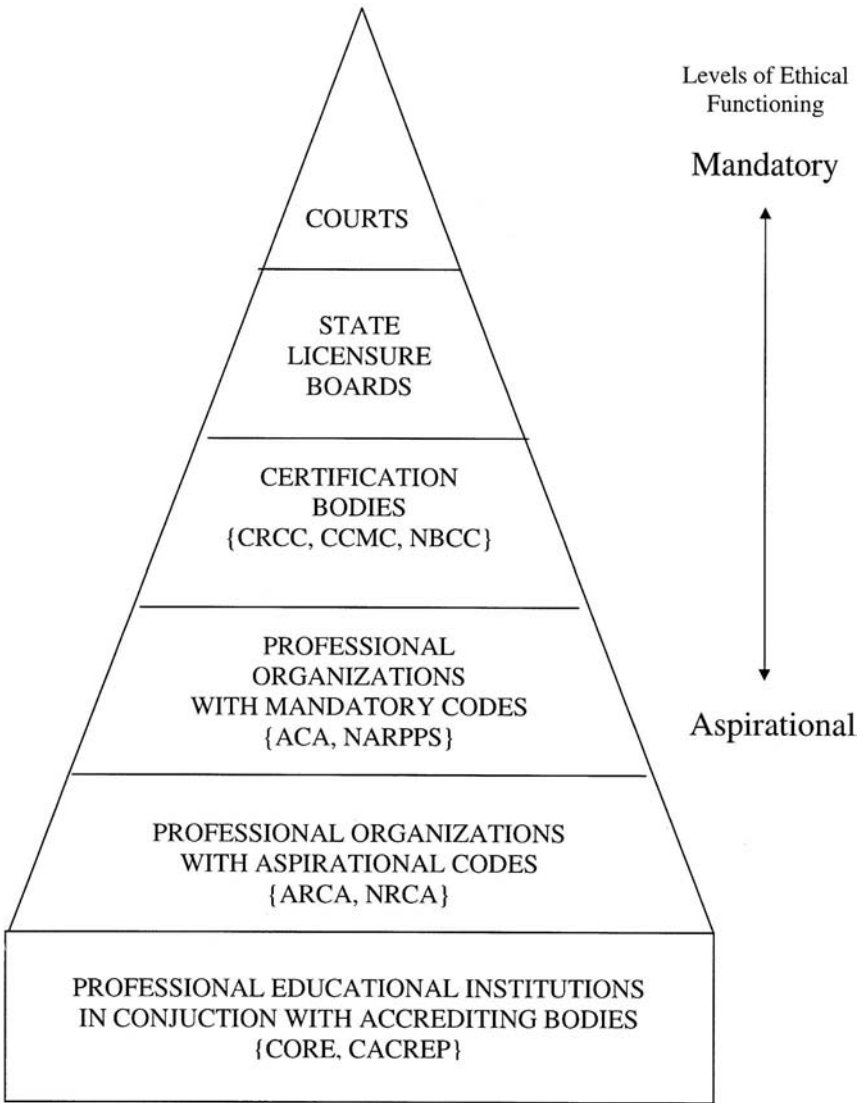 Levels of Ethical
Functioning
Mandatory
COURTS
STATE
LICENSURE
BOARDS
CERTIFICATION
BODIES
{CRCC, CCMC, NBCC}
PROFESSIONAL
ORGANIZATIONS
WITH MANDATORY CODES
{ACA, NARPPS}
Aspirational
PROFESSIONAL ORGANIZATIONS
WITH ASPIRATIONAL CODES
{ARCA, NRCA}
PROFESSIONAL EDUCATIONAL INSTITUTIONS
IN CONJUCTION WITH ACCREDITING BODIES
{CORE, CACREP}